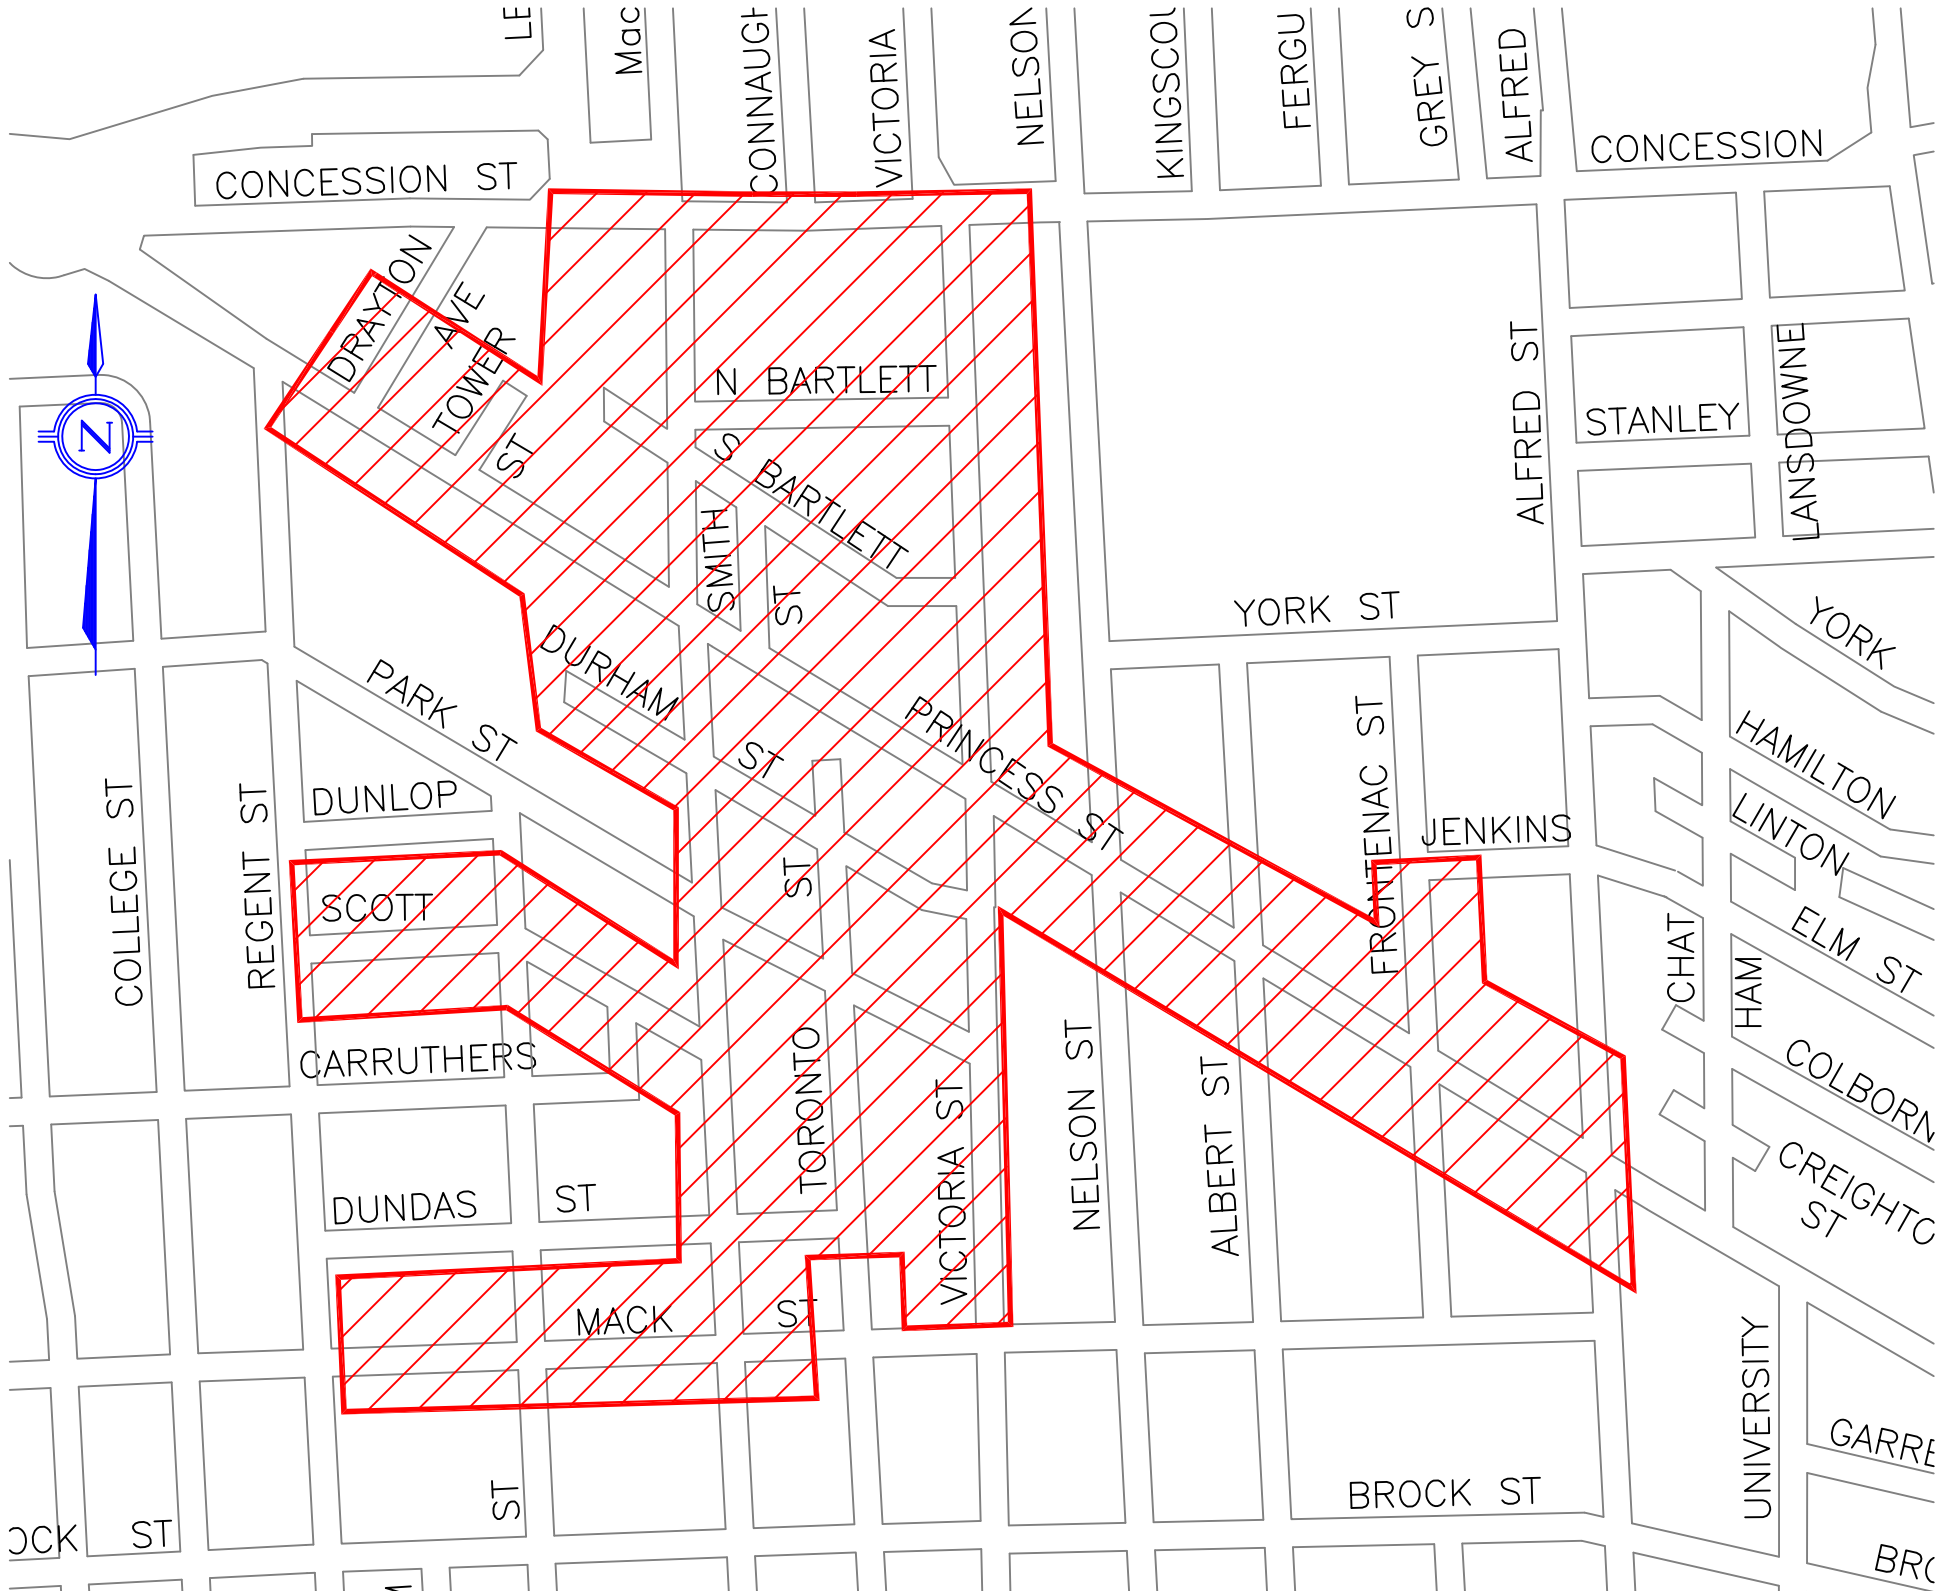 CONNAUGH
VICTORIA
NELSON
FERGU
ALFRED
CONCESSION ST
CONCESSION
DRAYTON
AVE
TOWER
ST
N BARTLETT
S BARTLETT
SMITH
ST
ALFRED ST
STANLEY
LANSDOWNE
YORK ST
YORK
N
DURHAM
ST
PARK ST
PRINCESS ST
FRONTENAC ST
JENKINS
HAMILTON
LINTON
ELM ST
CHAT
HAM
COLBORN
CREIGHTO
ST
COLLEGE ST
REGENT ST
DUNLOP
SCOTT
CARRUTHERS
DUNDAS ST
MACK ST
TORONTO
ST
VICTORIA ST
NELSON ST
ALBERT ST
UNIVERSITY
GARRE
BROCK ST
ST
OCK ST
BRO
LE
Mac
KINGSCOU
GREY S